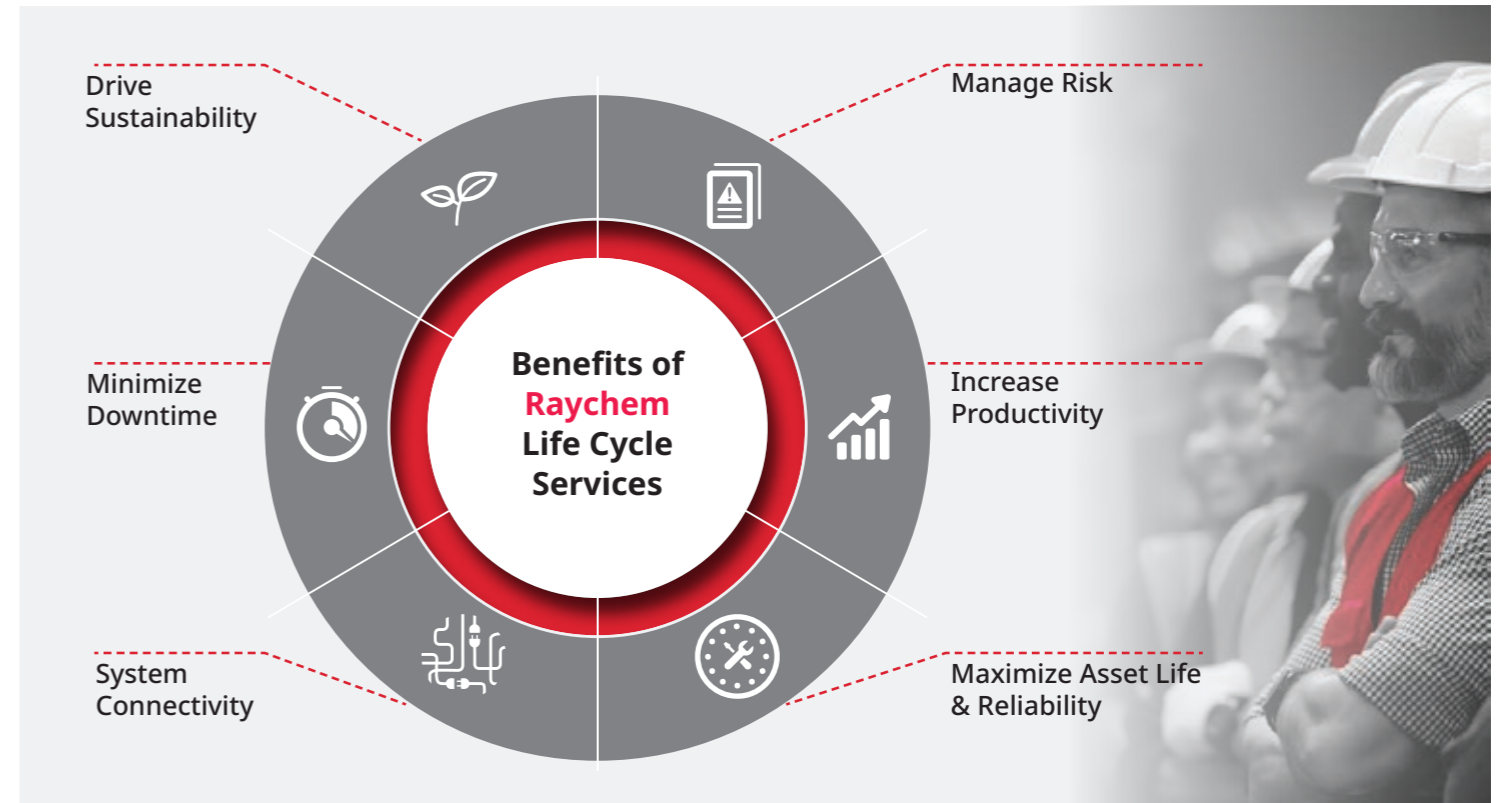 Drive
Sustainability
Manage Risk
Minimize
Downtime
Benefits of
Raychem
Life Cycle
Services
Increase
Productivity
System
Connectivity
Maximize Asset Life
& Reliability